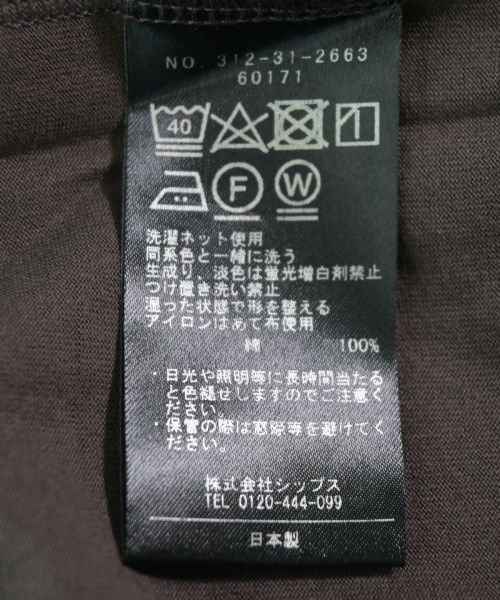 NO. 312-31-2663
60171
40
F W
洗濯ネット使用
同系色と一緒に洗う
生成り、淡色は蛍光増白剤禁止
つけ置き洗い禁止
湿った状態で形を整える
アイロンはあて布使用
綿 100%
・日光や照明等に長時間当たる
と色褪せしますのでご注意く
ださい。
・保管の際は窓際等を避けてく
ださい。
株式会社シップス
TEL 0120-444-099
日本製